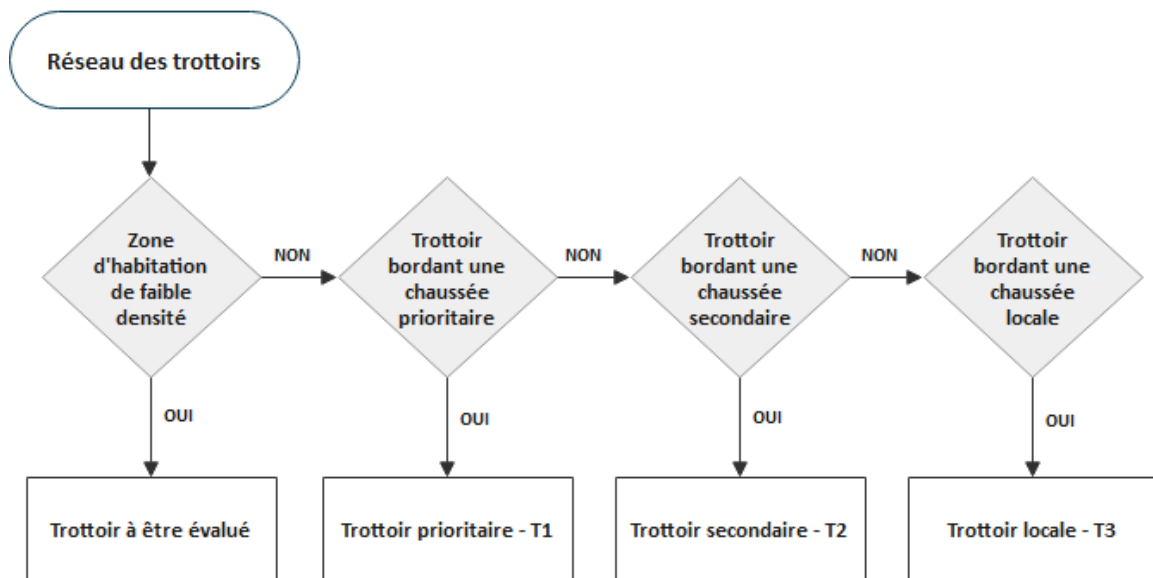 Réseau des trottoirs
Zone
d'habitation
de faible
densité
NON
Trottoir
bordant une
chaussée
prioritaire
NON
Trottoir
bordant une
chaussée
secondaire
NON
Trottoir
bordant une
chaussée
locale
OUI
OUI
OUI
OUI
Trottoir à être évalué
Trottoir prioritaire - T1
Trottoir secondaire - T2
Trottoir locale - T3